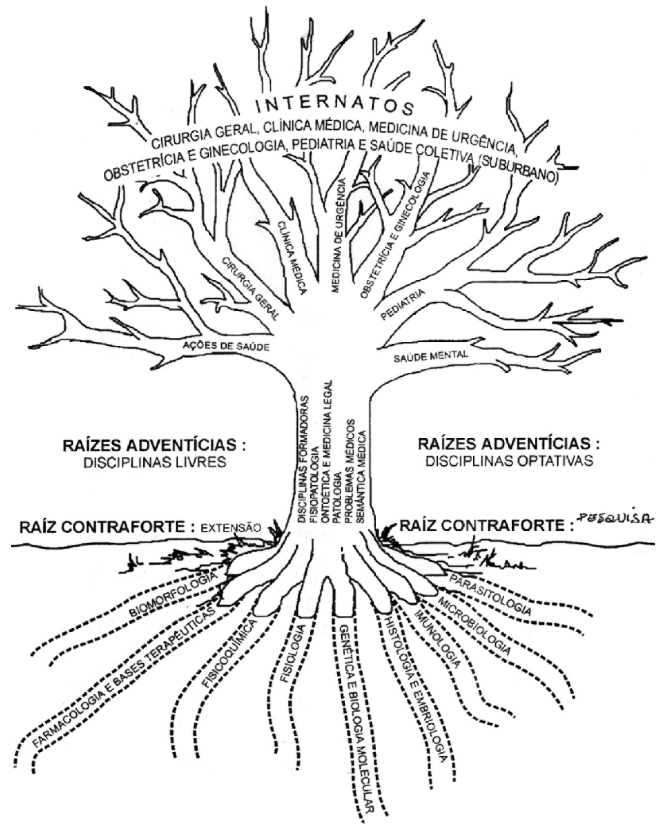 INTERNATOS
CIRURGIA GERAL, CLÍNICA MÉDICA, MEDICINA DE URGÊNCIA,
OBSTETRÍCIA E GINECOLOGIA, PEDIATRIA E SAÚDE COLETIVA (SUBURBANO)
AÇÕES DE SAÚDE
CIRURGIA GERAL
CLÍNICA MÉDICA
MEDICINA DE URGÊNCIA
OBSTETRÍCIA E GINECOLOGIA
PEDIATRIA
SAÚDE MENTAL
DISCIPLINAS FORMADORAS
FISIOPATOLOGIA
ONTOÉTICA E MEDICINA LEGAL
PATOLOGIA
PROBLEMAS MÉDICOS
SEMÂNTICA MÉDICA
RAÍZES ADVENTÍCIAS :
DISCIPLINAS LIVRES
RAÍZES ADVENTÍCIAS :
DISCIPLINAS OPTATIVAS
RAÍZ CONTRAFORTE : EXTENSÃO
RAÍZ CONTRAFORTE : PESQUISA
BIOMORFOLOGIA
FARMACOLOGIA E BASES TERAPÊUTICAS
FISICOQUÍMICA
FISIOLOGIA
GENÉTICA E BIOLOGIA MOLECULAR
HISTOLOGIA E EMBRIOLOGIA
IMUNOLOGIA
MICROBIOLOGIA
PARASITOLOGIA